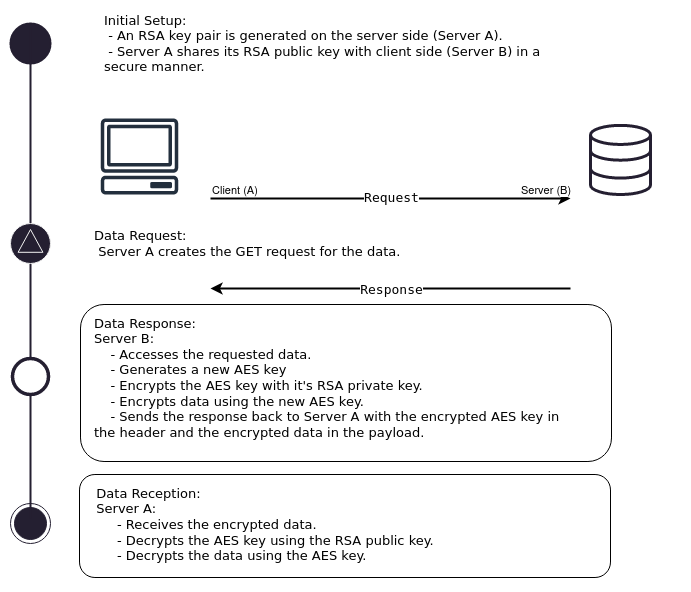 Initial Setup:
- An RSA key pair is generated on the server side (Server A).
- Server A shares its RSA public key with client side (Server B) in a
secure manner.
Client (A)
Server (B)
Request
Data Request:
Server A creates the GET request for the data.
Response
Data Response:
Server B:
- Accesses the requested data.
- Generates a new AES key
- Encrypts the AES key with it's RSA private key.
- Encrypts data using the new AES key.
- Sends the response back to Server A with the encrypted AES key in
the header and the encrypted data in the payload.
Data Reception:
Server A:
- Receives the encrypted data.
- Decrypts the AES key using the RSA public key.
- Decrypts the data using the AES key.